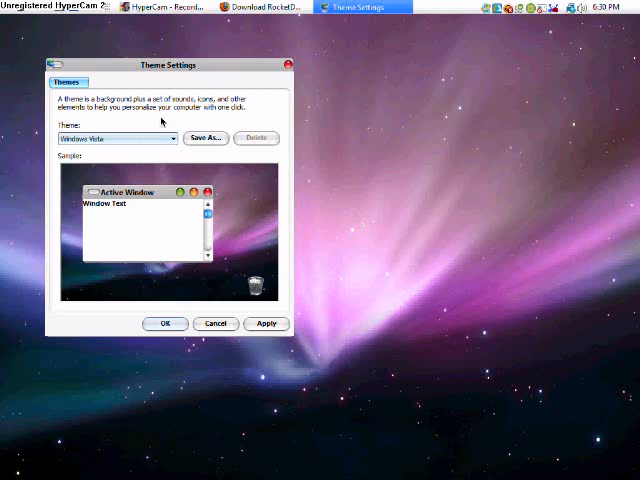 Unregistered HyperCam 2
HyperCam - Record...
Download RocketD...
Theme Settings
6:30 PM
Theme Settings
Themes
A theme is a background plus a set of sounds, icons, and other
elements to help you personalize your computer with one click.
Theme:
Windows Vista
Save As...
Delete
Sample:
Active Window
Window Text
OK
Cancel
Apply